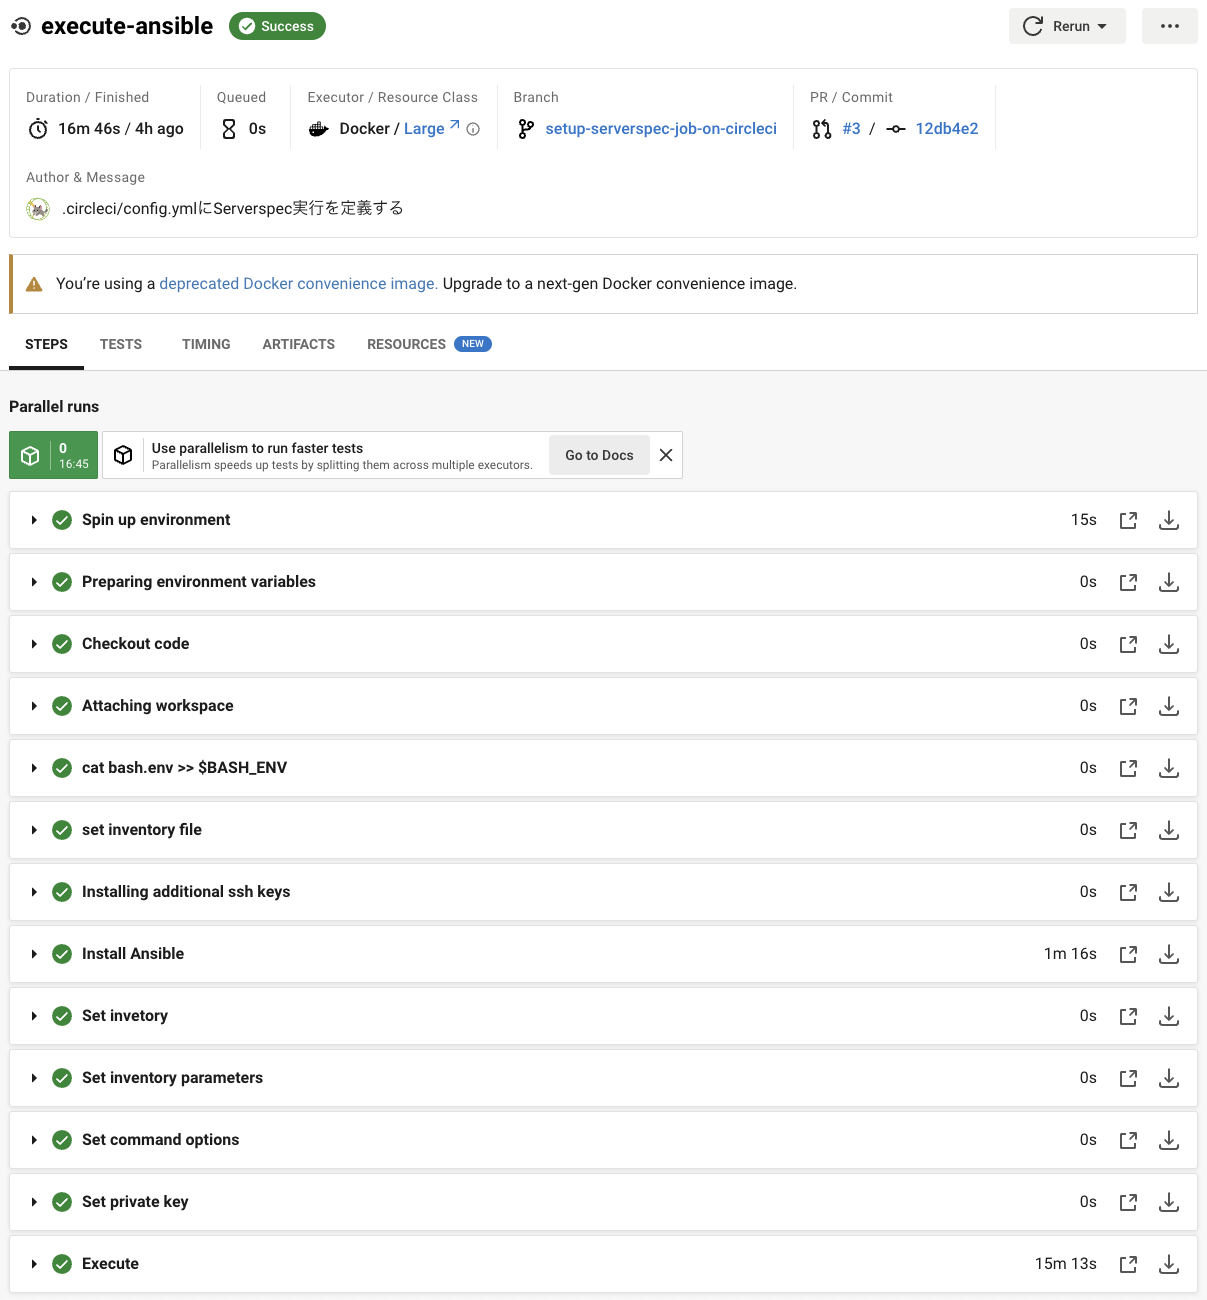 execute-ansible Success Rerun
Duration / Finished Queued Executor / Resource Class Branch PR / Commit
16m 46s / 4h ago 0s Docker / Large setup-serverspec-job-on-circleci #3 / 12db4e2
Author & Message
.circleci/config.ymlにServerspec実行を定義する
You’re using a deprecated Docker convenience image. Upgrade to a next-gen Docker convenience image.
STEPS TESTS TIMING ARTIFACTS RESOURCES NEW
Parallel runs
0
16:45
Use parallelism to run faster tests
Parallelism speeds up tests by splitting them across multiple executors.
Go to Docs
Spin up environment 15s
Preparing environment variables 0s
Checkout code 0s
Attaching workspace 0s
cat bash.env >> $BASH_ENV 0s
set inventory file 0s
Installing additional ssh keys 0s
Install Ansible 1m 16s
Set invetory 0s
Set inventory parameters 0s
Set command options 0s
Set private key 0s
Execute 15m 13s